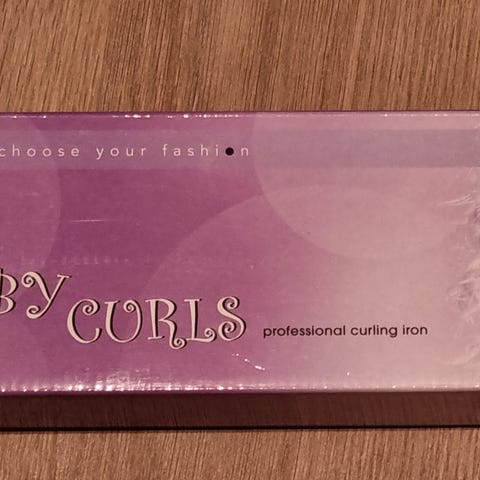 choose your fashion
BY CURLS
professional curling iron